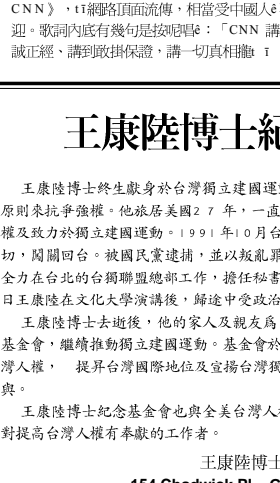 CNN》，tī網路頂面流傳，相當受中國人ê
迎。歌詞內底有幾句是按呢唱ê：「CNN 講
誠正經、講到敢掛保證，講一切真相攏t ī
王康陸博士紀
王康陸博士終生獻身於台灣獨立建國運
原則來抗爭強權。他旅居美國27 年，一直
權及致力於獨立建國運動。1991 年10月台
切，闖關回台。被國民黨逮捕，並以叛亂罪
全力在台北的台獨聯盟總部工作，擔任秘書
日王康陸在文化大學演講後，歸途中受政治
王康陸博士去逝後，他的家人及親友爲
基金會，繼續推動獨立建國運動。基金會於
灣人權， 提昇台灣國際地位及宣揚台灣獨
與。
王康陸博士紀念基金會也與全美台灣人
對提高台灣人權有奉獻的工作者。
王康陸博士